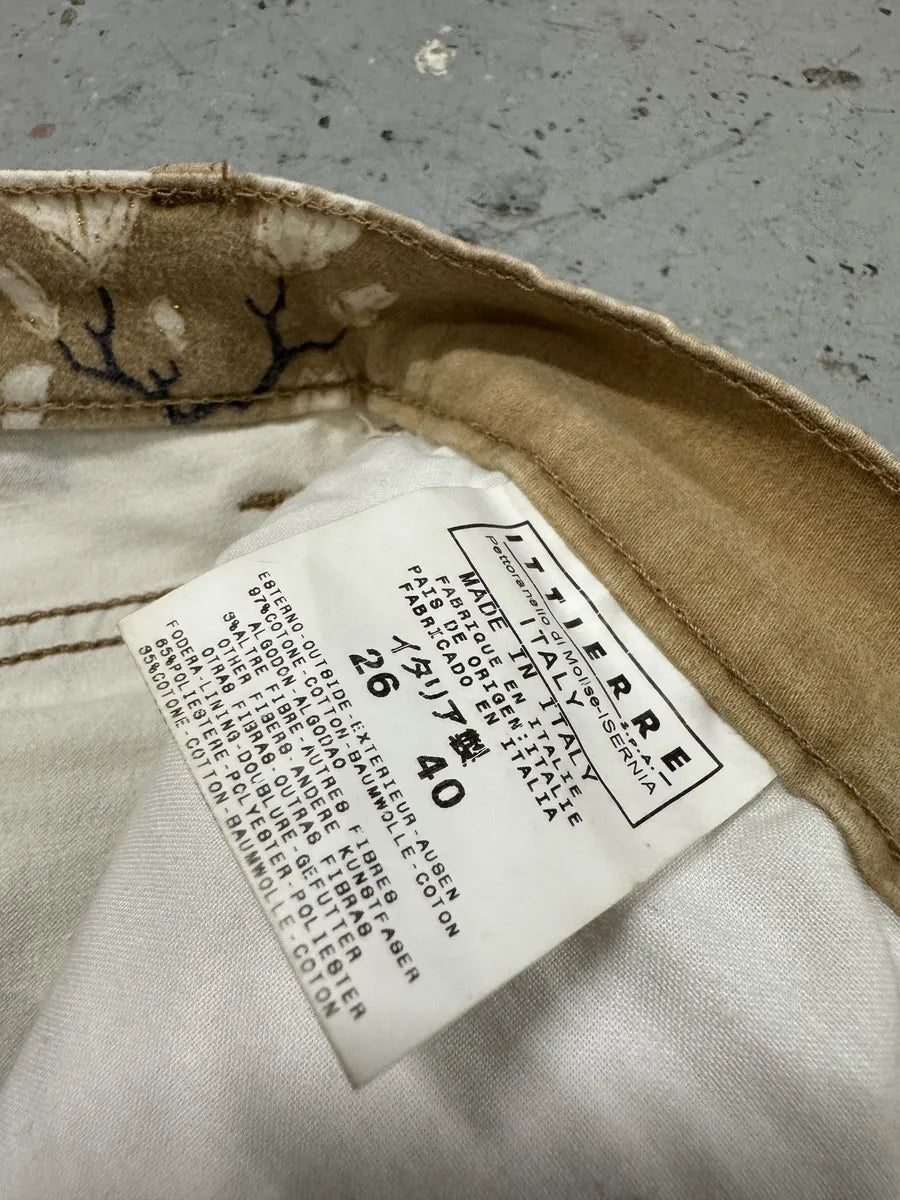 ITTIERRE
S.P.A.
Pettoranello di Molise-ISERNIA
ITALY
MADE IN ITALY
FABRIQUE EN ITALIE
PAIS DE ORIGEN:ITALIE
FABRICADO EN ITALIA
イタリア製
26 40
ESTERNO-OUTSIDE-EXTERIEUR-AUSEN
97%COTONE-COTTON-BAUMWOLLE-COTON
ALGODON-ALGODAO
3%ALTRE FIBRE-AUTRES FIBRES
OTHER FIBERS-ANDERE KUNSTFASER
OTRAS FIBRAS-OUTRAS FIBRAS
FODERA-LINING-DOUBLURE-GEFUTTER
65%POLIESTERE-POLYESTER-POLIESTER
35%COTONE-COTTON-BAUMWOLLE-COTON